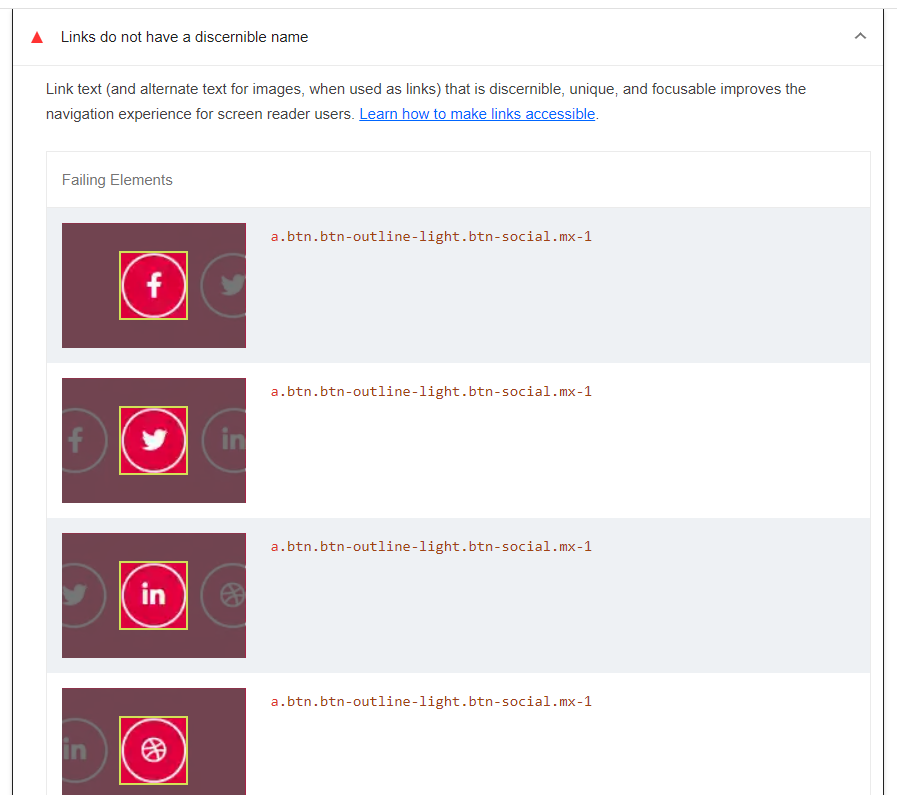 Links do not have a discernible name
Link text (and alternate text for images, when used as links) that is discernible, unique, and focusable improves the
navigation experience for screen reader users. Learn how to make links accessible.
Failing Elements
a.btn.btn-outline-light.btn-social.mx-1
f
a.btn.btn-outline-light.btn-social.mx-1
f
in
a.btn.btn-outline-light.btn-social.mx-1
in
a.btn.btn-outline-light.btn-social.mx-1
in